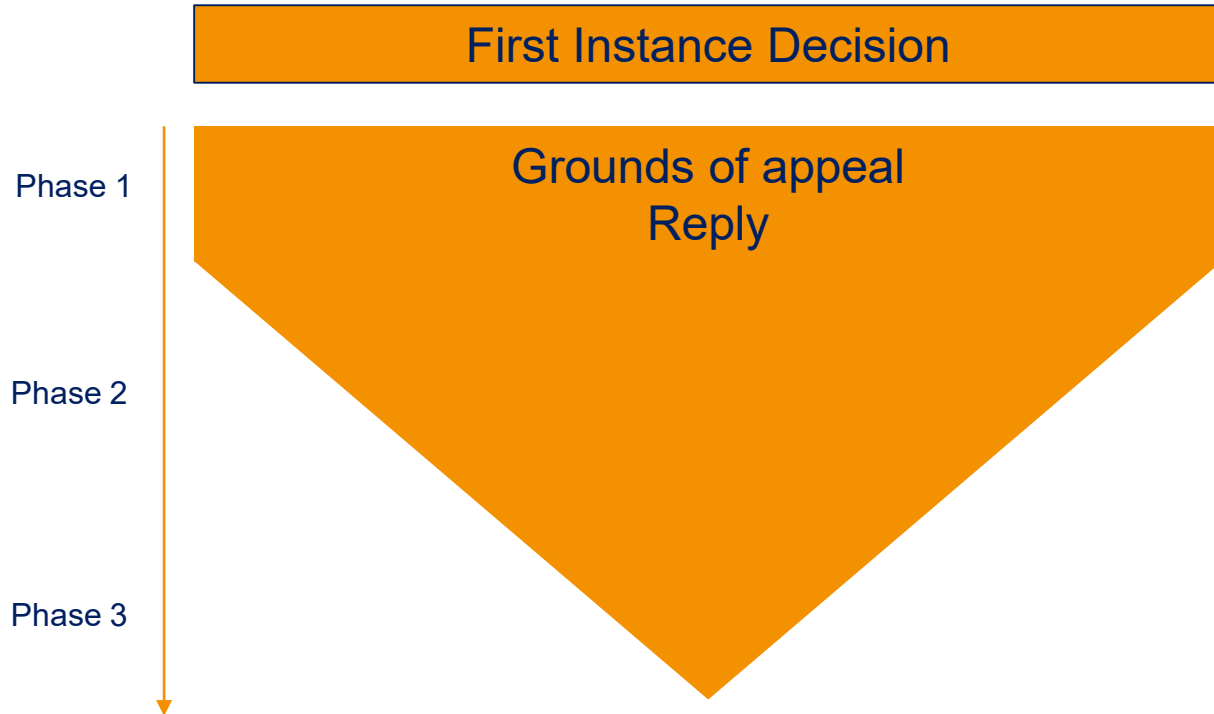 First Instance Decision
Phase 1
Grounds of appeal
Reply
Phase 2
Phase 3